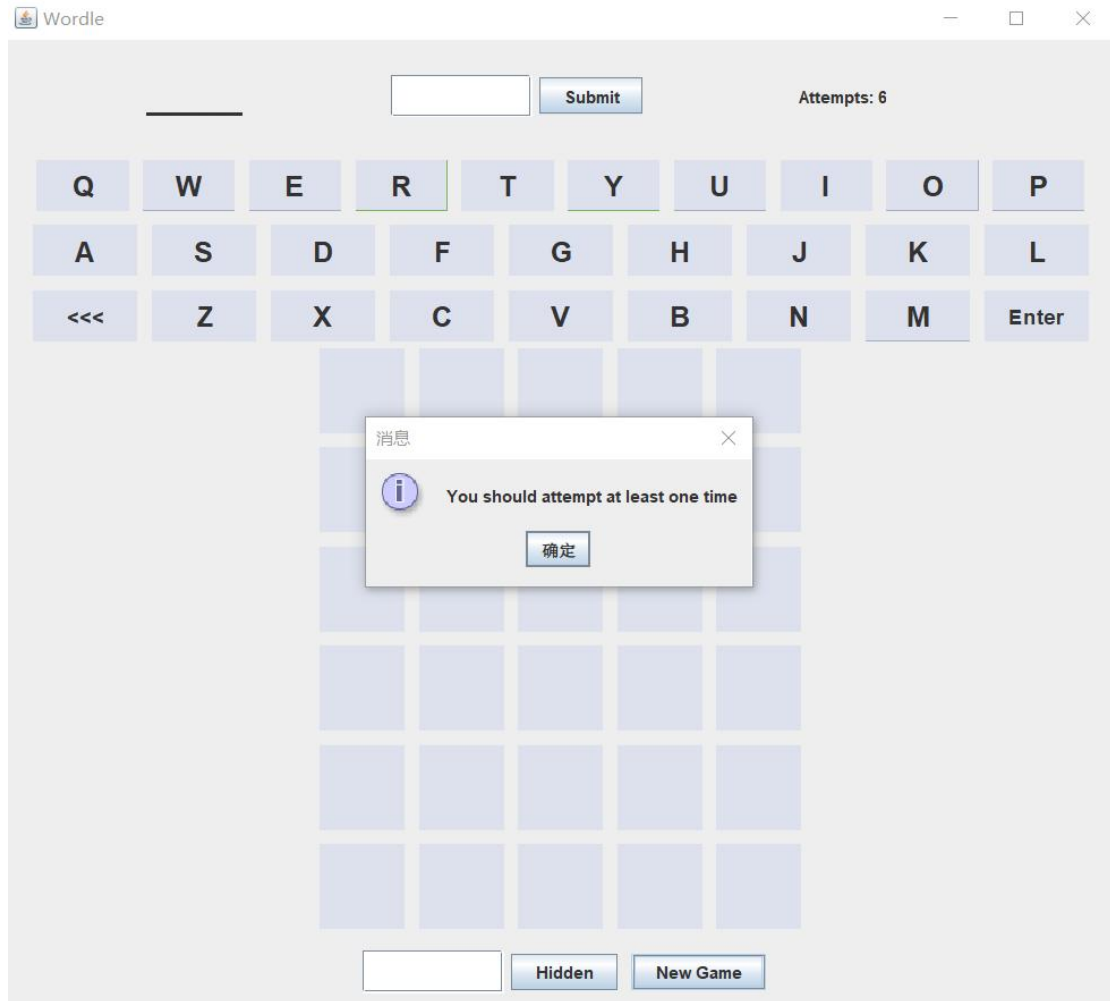 Wordle
_____ Submit Attempts: 6
Q W E R T Y U I O P
A S D F G H J K L
<<< Z X C V B N M Enter
消息
You should attempt at least one time
确定
Hidden New Game